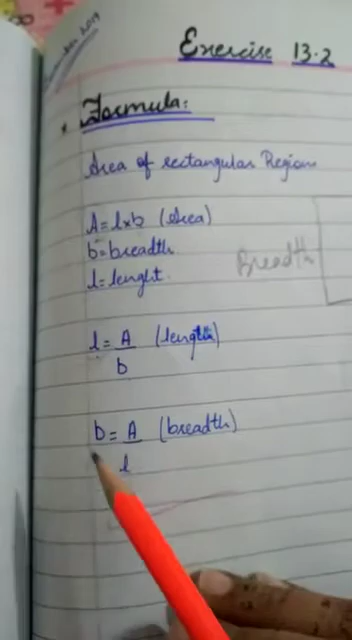 Exercise 13.2
Formula:
Area of rectangular Region
A = l×b (Area)
b = breadth
l = lenght.
Breadth
l = A/b (length)
b = A/l (breadth)